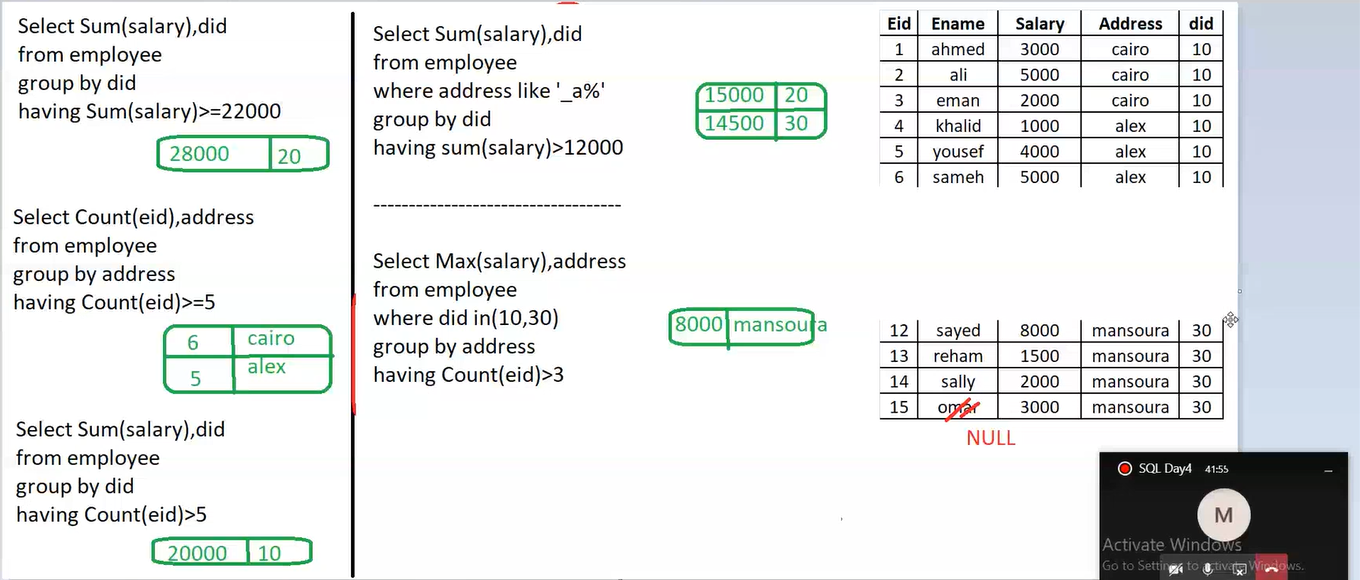 Select Sum(salary),did
from employee
group by did
having Sum(salary)>=22000
28000 20
Select Count(eid),address
from employee
group by address
having Count(eid)>=5
6 cairo
5 alex
Select Sum(salary),did
from employee
group by did
having Count(eid)>5
20000 10
Select Sum(salary),did
from employee
where address like '_a%'
group by did
having sum(salary)>12000
15000 20
14500 30
-----------------------------------
Select Max(salary),address
from employee
where did in(10,30)
group by address
having Count(eid)>3
8000 mansoura
Eid Ename Salary Address did
1 ahmed 3000 cairo 10
2 ali 5000 cairo 10
3 eman 2000 cairo 10
4 khalid 1000 alex 10
5 yousef 4000 alex 10
6 sameh 5000 alex 10
12 sayed 8000 mansoura 30
13 reham 1500 mansoura 30
14 sally 2000 mansoura 30
15 omar 3000 mansoura 30
NULL
SQL Day4 41:55
M
Activate Windows
Go to Settings to activate Windows.